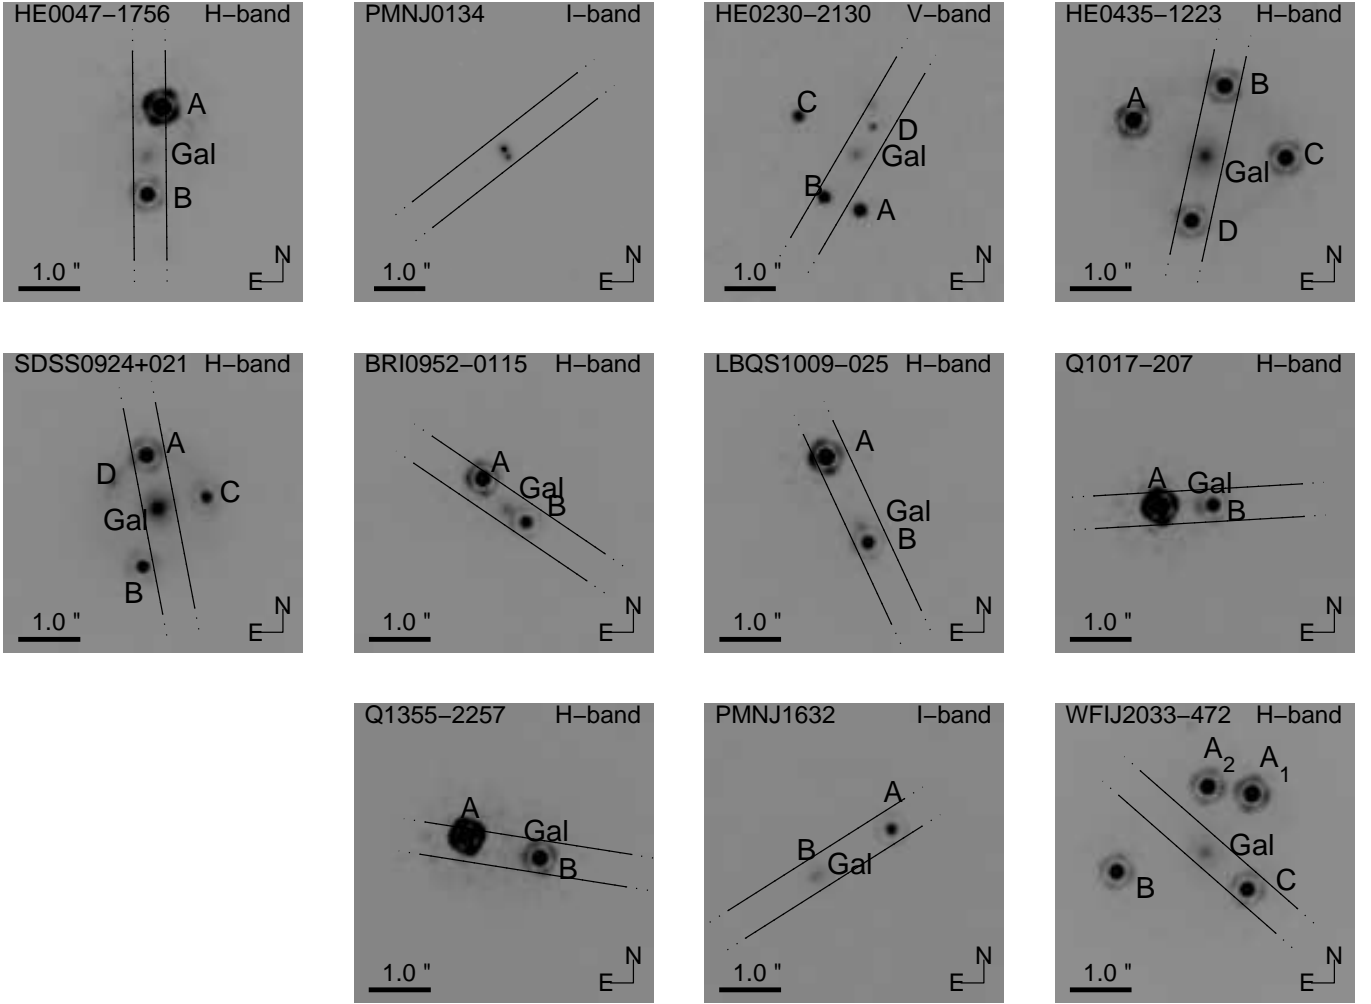 HE0047−1756 H−band
A
Gal
B
1.0 "
N
E
PMNJ0134 I−band
1.0 "
N
E
HE0230−2130 V−band
C
D
Gal
B
A
1.0 "
N
E
HE0435−1223 H−band
B
A
C
Gal
D
1.0 "
N
E
SDSS0924+021 H−band
A
D
C
Gal
B
1.0 "
N
E
BRI0952−0115 H−band
A
Gal
B
1.0 "
N
E
LBQS1009−025 H−band
A
Gal
B
1.0 "
N
E
Q1017−207 H−band
A
Gal
B
1.0 "
N
E
Q1355−2257 H−band
A
Gal
B
1.0 "
N
E
PMNJ1632 I−band
A
B
Gal
1.0 "
N
E
WFIJ2033−472 H−band
A2
A1
Gal
C
B
1.0 "
N
E